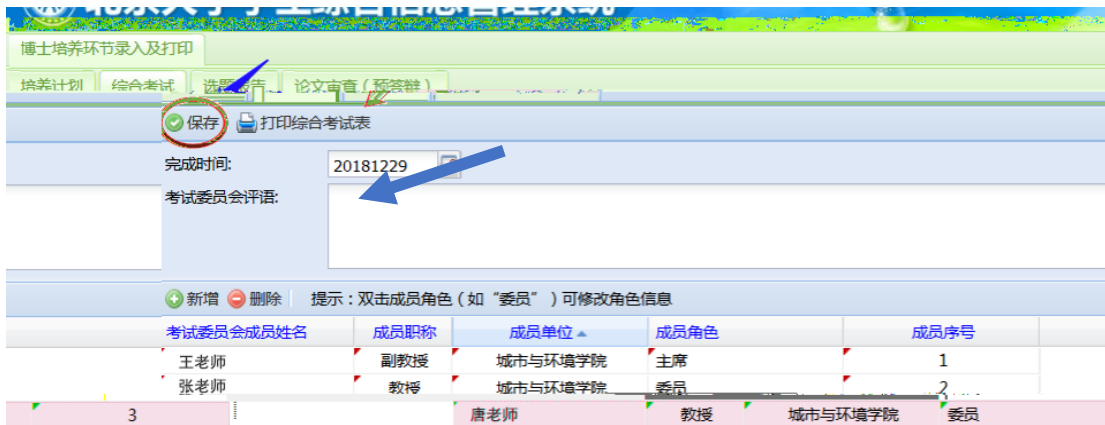 博士培养环节录入及打印
培养计划 综合考试 选题报告 论文审查（预答辩）
保存 打印综合考试表
完成时间: 20181229
考试委员会评语:
新增 删除 提示：双击成员角色（如“委员”）可修改角色信息
考试委员会成员姓名 成员职称 成员单位 成员角色 成员序号
王老师 副教授 城市与环境学院 主席 1
张老师 教授 城市与环境学院 委员 2
3 唐老师 教授 城市与环境学院 委员